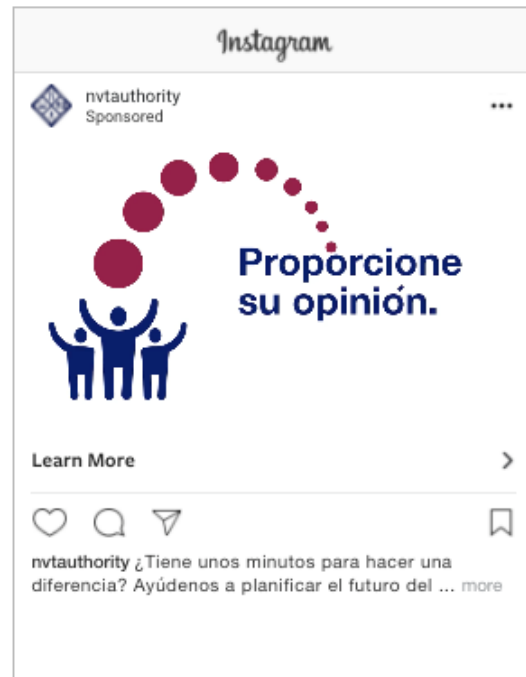 Instagram
nvtauthority
Sponsored
Proporcione
su opinión.
Learn More
nvtauthority ¿Tiene unos minutos para hacer una
diferencia? Ayúdenos a planificar el futuro del ... more